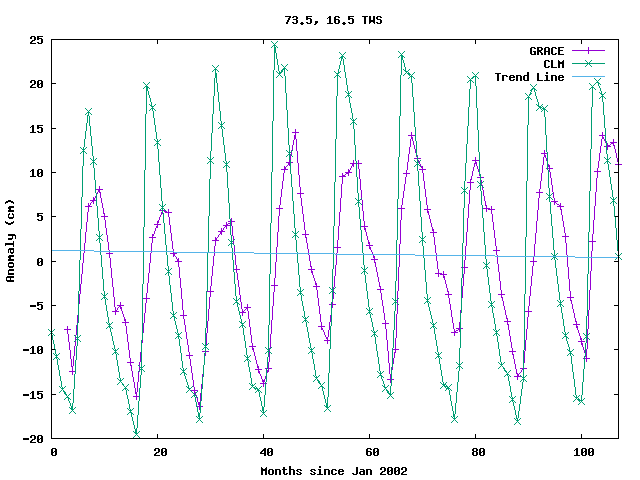 73.5, 16.5 TWS
GRACE
CLM
Trend Line
25
20
15
10
5
0
-5
-10
-15
-20
Anomaly (cm)
0 20 40 60 80 100
Months since Jan 2002